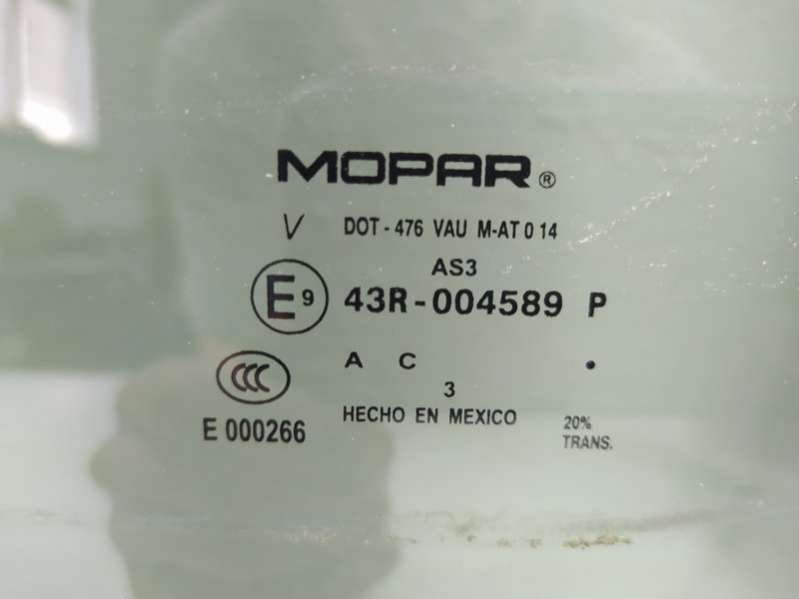 MOPAR®
V DOT - 476 VAU M-AT 0 14
AS3
E9 43R-004589 P
A C •
CCC 3
E 000266 HECHO EN MEXICO 20%
TRANS.